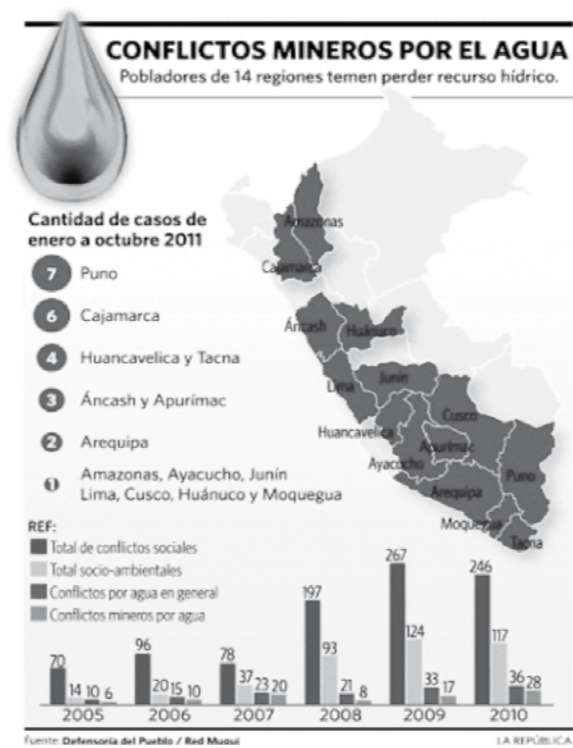 CONFLICTOS MINEROS POR EL AGUA
Pobladores de 14 regiones temen perder recurso hídrico.
Cantidad de casos de
enero a octubre 2011
7 Puno
6 Cajamarca
4 Huancavelica y Tacna
3 Áncash y Apurímac
2 Arequipa
1 Amazonas, Ayacucho, Junín
Lima, Cusco, Huánuco y Moquegua
Amazonas
Cajamarca
Áncash
Huánuco
Lima
Junín
Cusco
Huancavelica
Apurímac
Ayacucho
Puno
Arequipa
Moquegua
Tacna
REF:
Total de conflictos sociales
Total socio-ambientales
Conflictos por agua en general
Conflictos mineros por agua
70 14 10 6
96 20 15 10
78 37 23 20
197 93 21 8
267 124 33 17
246 117 36 28
2005 2006 2007 2008 2009 2010
Fuente: Defensoría del Pueblo / Red Muqui
LA REPÚBLICA